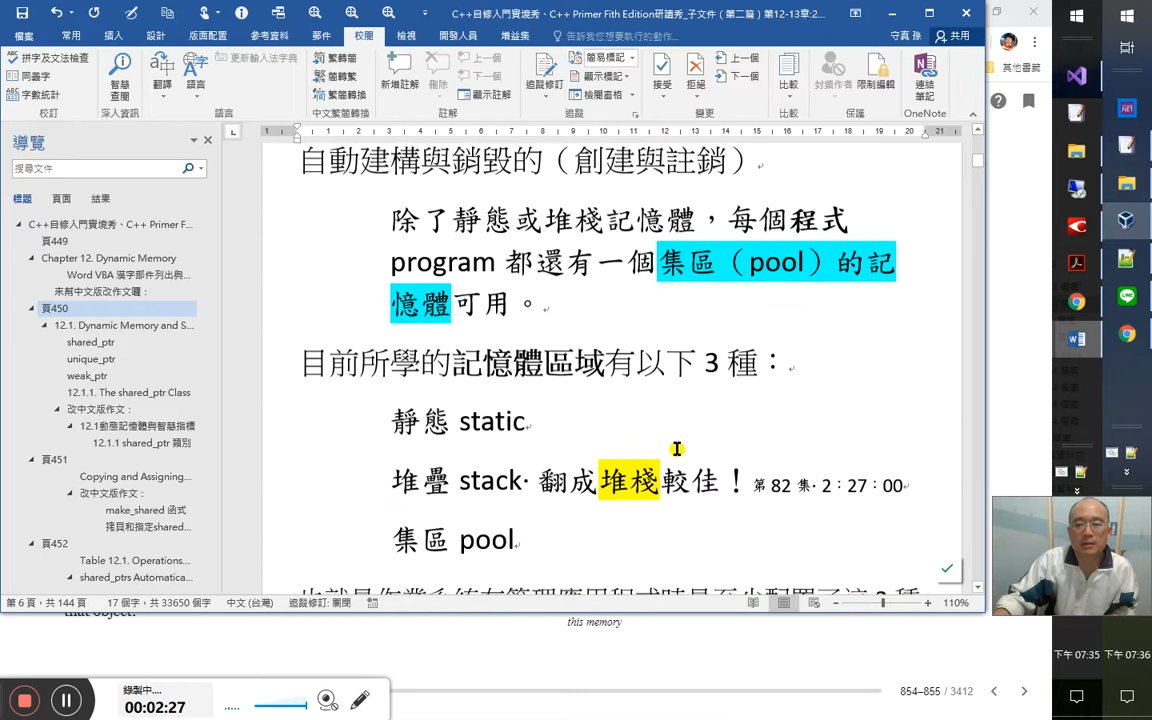 C++自修入門實境秀、C++ Primer Fith Edition研讀秀_子文件（第二篇）第12-13章:2...
檔案 常用 插入 設計 版面配置 參考資料 郵件 校閱 檢視 開發人員 增益集 告訴我您想要執行的動作... 守真 孫 共用
其他書籤
拼字及文法檢查
同義字
字數統計
校訂
智慧查閱
深入資訊
翻譯
語言
更新輸入法字典
語言
繁轉簡
簡轉繁
繁簡轉換
中文繁簡轉換
新增註解
刪除
上一個
下一個
顯示註解
註解
追蹤修訂
簡易標記
顯示標記
檢閱窗格
追蹤
接受
拒絕
上一個
下一個
變更
比較
比較
封鎖作者
限制編輯
保護
連結筆記
OneNote
導覽
搜尋文件
標題 頁面 結果
C++自修入門實境秀、C++ Primer F...
頁449
Chapter 12. Dynamic Memory
Word VBA 漢字部件列出與...
來幫中文版改作文囉：
頁450
12.1. Dynamic Memory and S...
shared_ptr
unique_ptr
weak_ptr
12.1.1. The shared_ptr Class
改中文版作文：
12.1動態記憶體與智慧指標
12.1.1 shared_ptr 類別
頁451
Copying and Assigning...
改中文版作文：
make_shared 函式
拷貝和指定shared...
頁452
Table 12.1. Operations...
shared_ptrs Automatica...
自動建構與銷毀的（創建與註銷）
除了靜態或堆棧記憶體，每個程式
program 都還有一個集區（pool）的記
憶體可用。
目前所學的記憶體區域有以下 3 種：
靜態 static
堆疊 stack· 翻成堆棧較佳！第 82 集· 2：27：00
集區 pool
第 6 頁，共 144 頁 17 個字，共 33650 個字 中文 (台灣) 追蹤修訂: 關閉 110%
that object.
this memory
854–855 / 3412
錄製中...
00:02:27
下午 07:35 下午 07:36